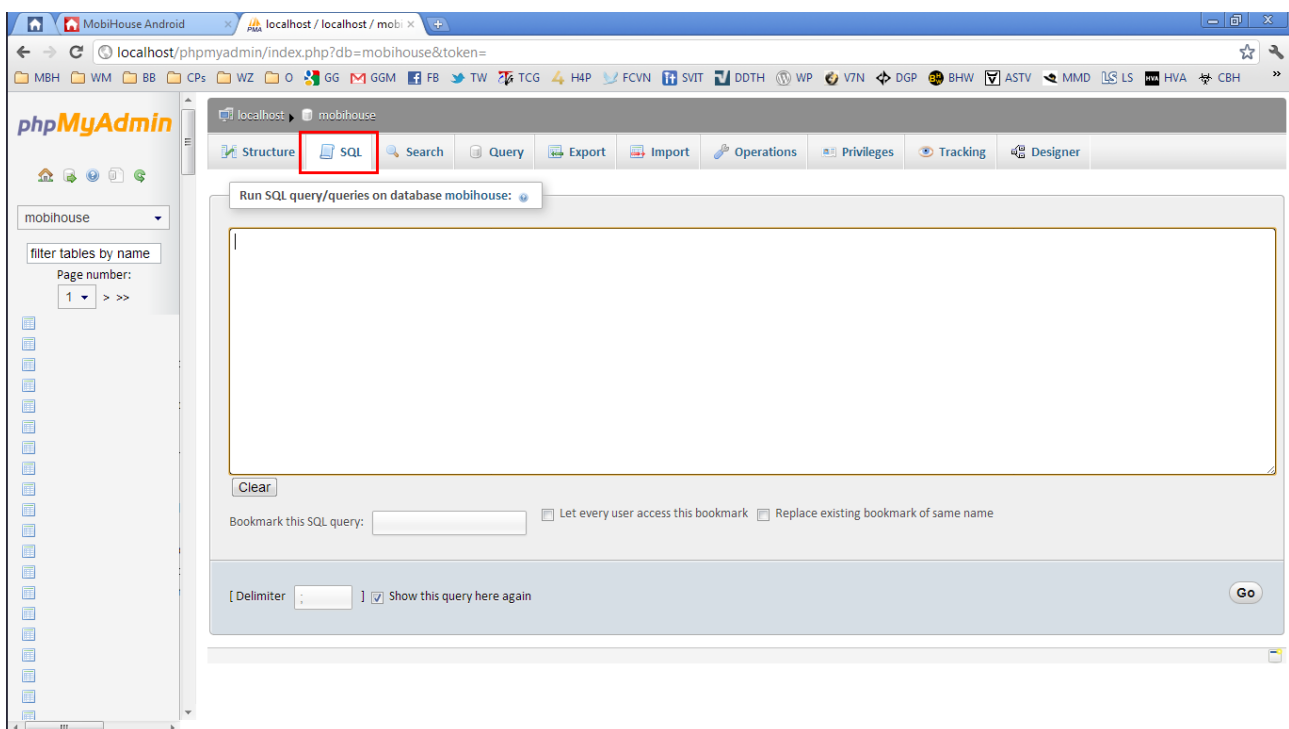 MobiHouse Android
localhost / localhost / mobi
localhost/phpmyadmin/index.php?db=mobihouse&token=
MBH WM BB CPs WZ O GG GGM FB TW TCG H4P FCVN SVIT DDTH WP V7N DGP BHW ASTV MMD LS HVA CBH »
phpMyAdmin
localhost ▸ mobihouse
Structure SQL Search Query Export Import Operations Privileges Tracking Designer
mobihouse
filter tables by name
Page number:
1 > >>
Run SQL query/queries on database mobihouse:
Clear
Bookmark this SQL query: Let every user access this bookmark Replace existing bookmark of same name
[ Delimiter ; ] Show this query here again
Go